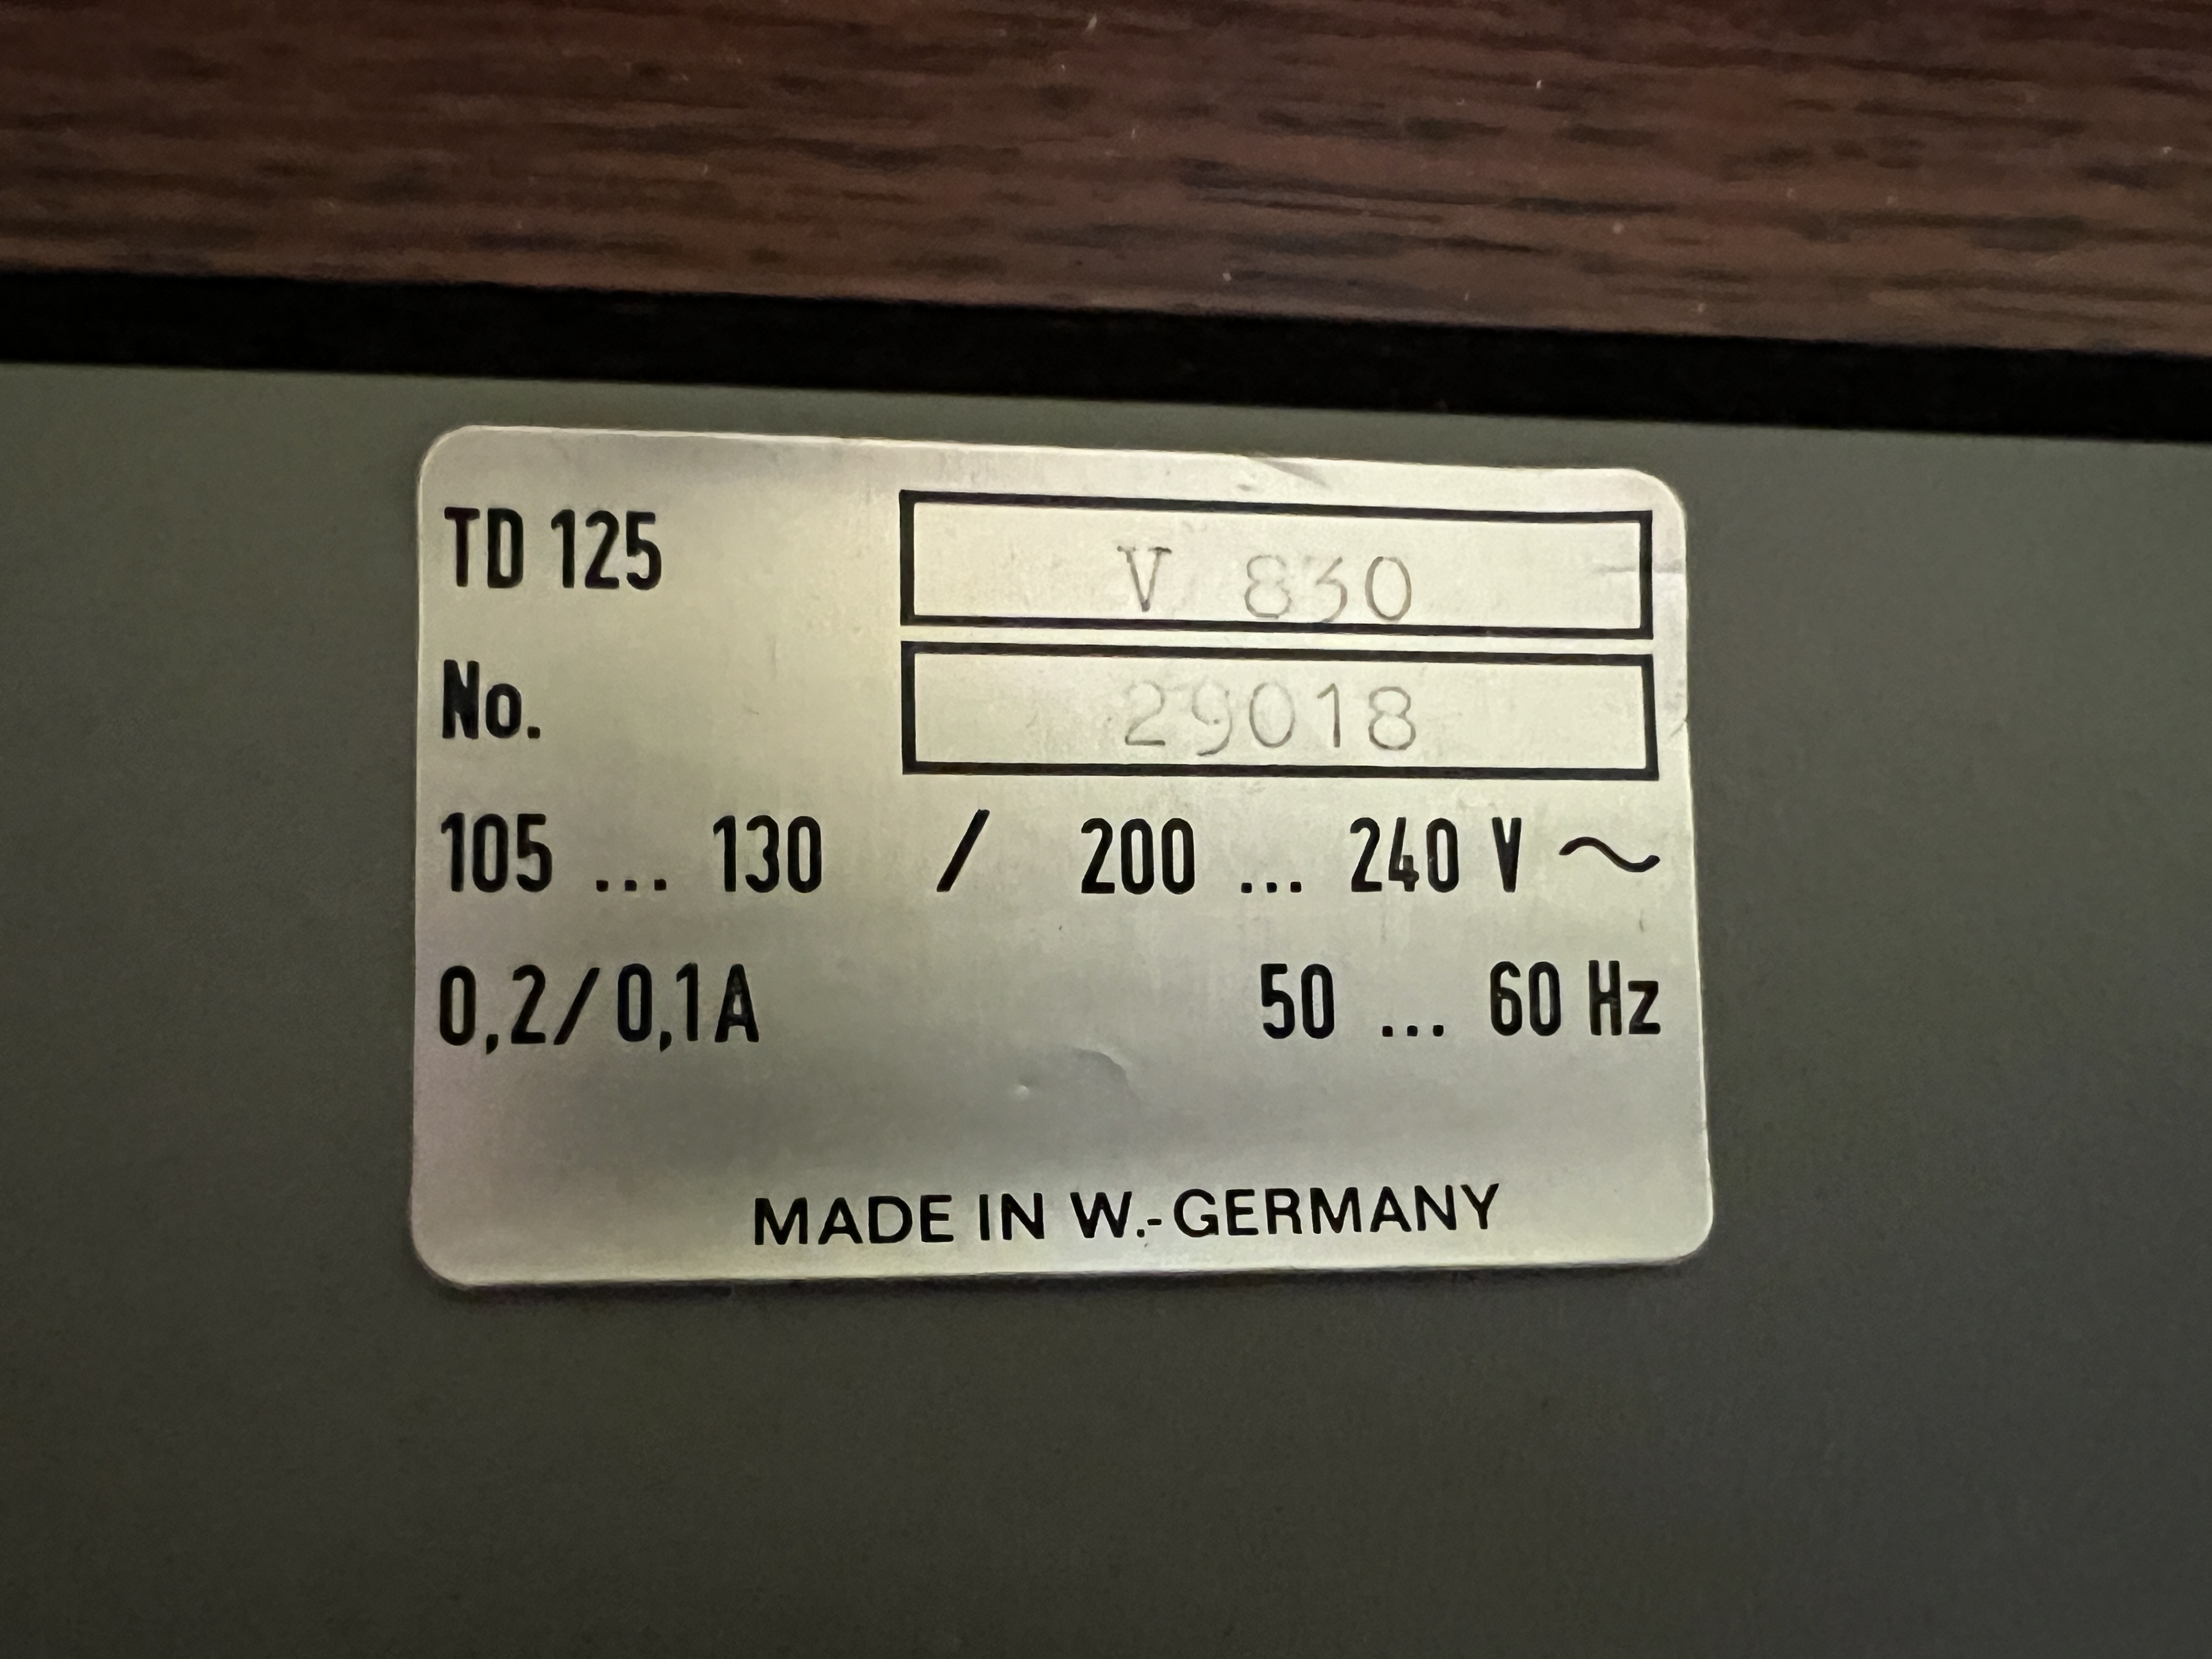 TD 125 V 830
No. 29018
105 ... 130 / 200 ... 240 V ~
0,2/0,1A 50 ... 60 Hz
MADE IN W.-GERMANY